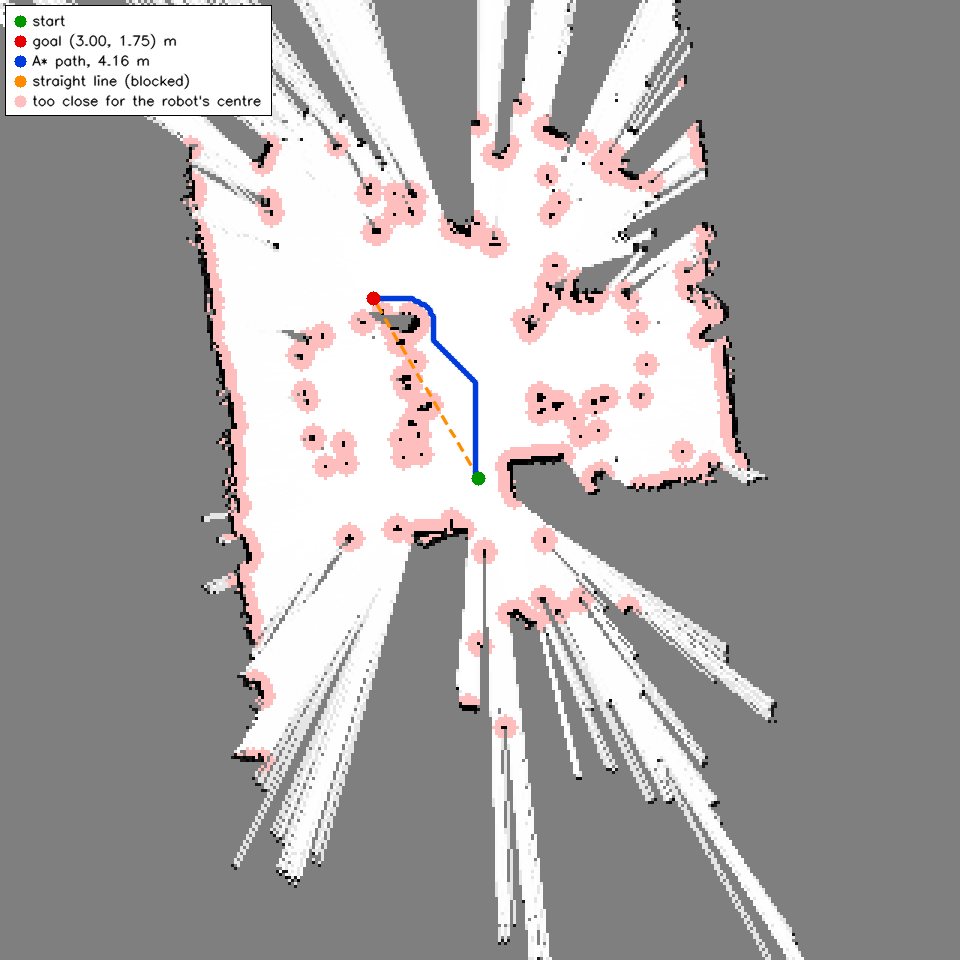 start
goal (3.00, 1.75) m
A* path, 4.16 m
straight line (blocked)
too close for the robot's centre